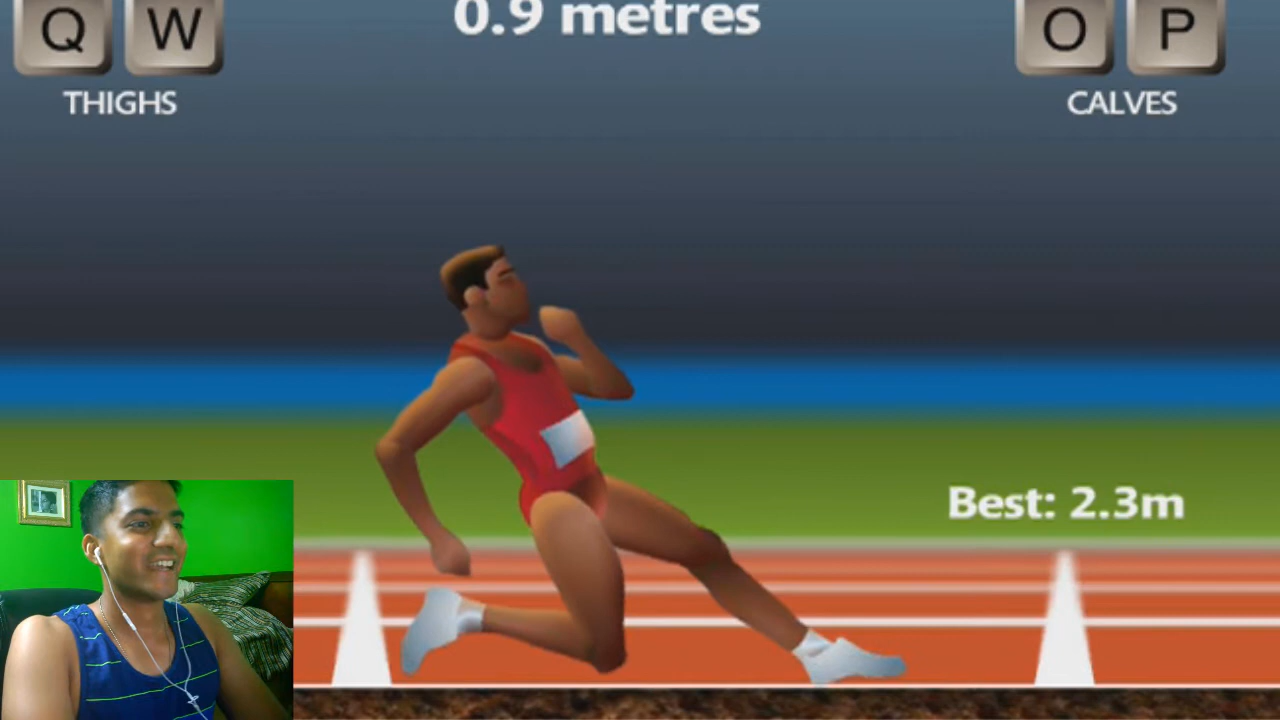 Q W
0.9 metres
O P
THIGHS
CALVES
Best: 2.3m